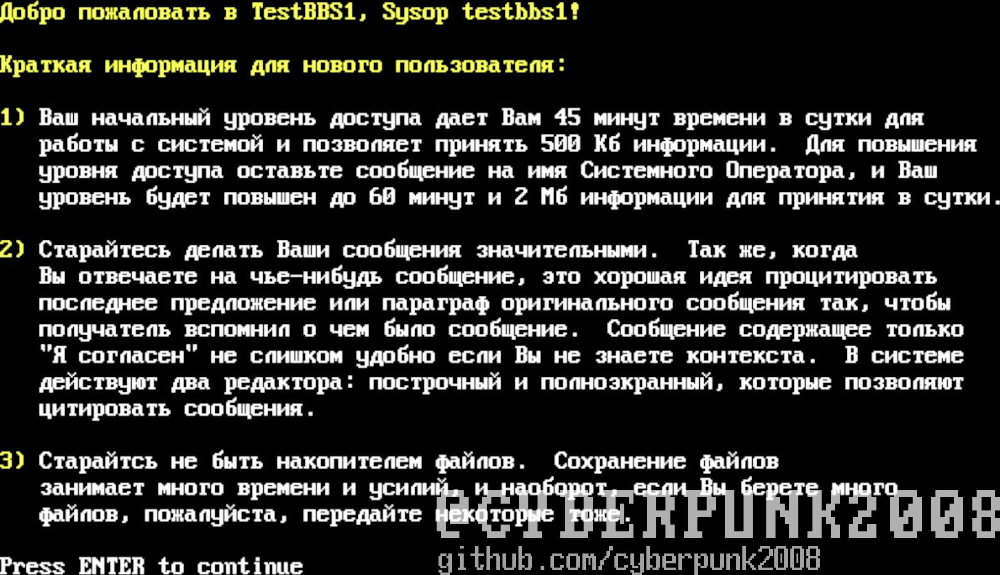 Добро пожаловать в TestBBS1, Sysop testbbs1!
Краткая информация для нового пользователя:
1) Ваш начальный уровень доступа дает Вам 45 минут времени в сутки для
работы с системой и позволяет принять 500 Кб информации.  Для повышения
уровня доступа оставьте сообщение на имя Системного Оператора, и Ваш
уровень будет повышен до 60 минут и 2 Мб информации для принятия в сутки.
2) Старайтесь делать Ваши сообщения значительными.  Так же, когда
Вы отвечаете на чье-нибудь сообщение, это хорошая идея процитировать
последнее предложение или параграф оригинального сообщения так, чтобы
получатель вспомнил о чем было сообщение.  Сообщение содержащее только
"Я согласен" не слишком удобно если Вы не знаете контекста.  В системе
действуют два редактора: построчный и полноэкранный, которые позволяют
цитировать сообщения.
3) Старайтсь не быть накопителем файлов.  Сохранение файлов
занимает много времени и усилий, и наоборот, если Вы берете много
файлов, пожалуйста, передайте некоторые тоже.
@CYBERPUNK2008
github.com/cyberpunk2008
Press ENTER to continue